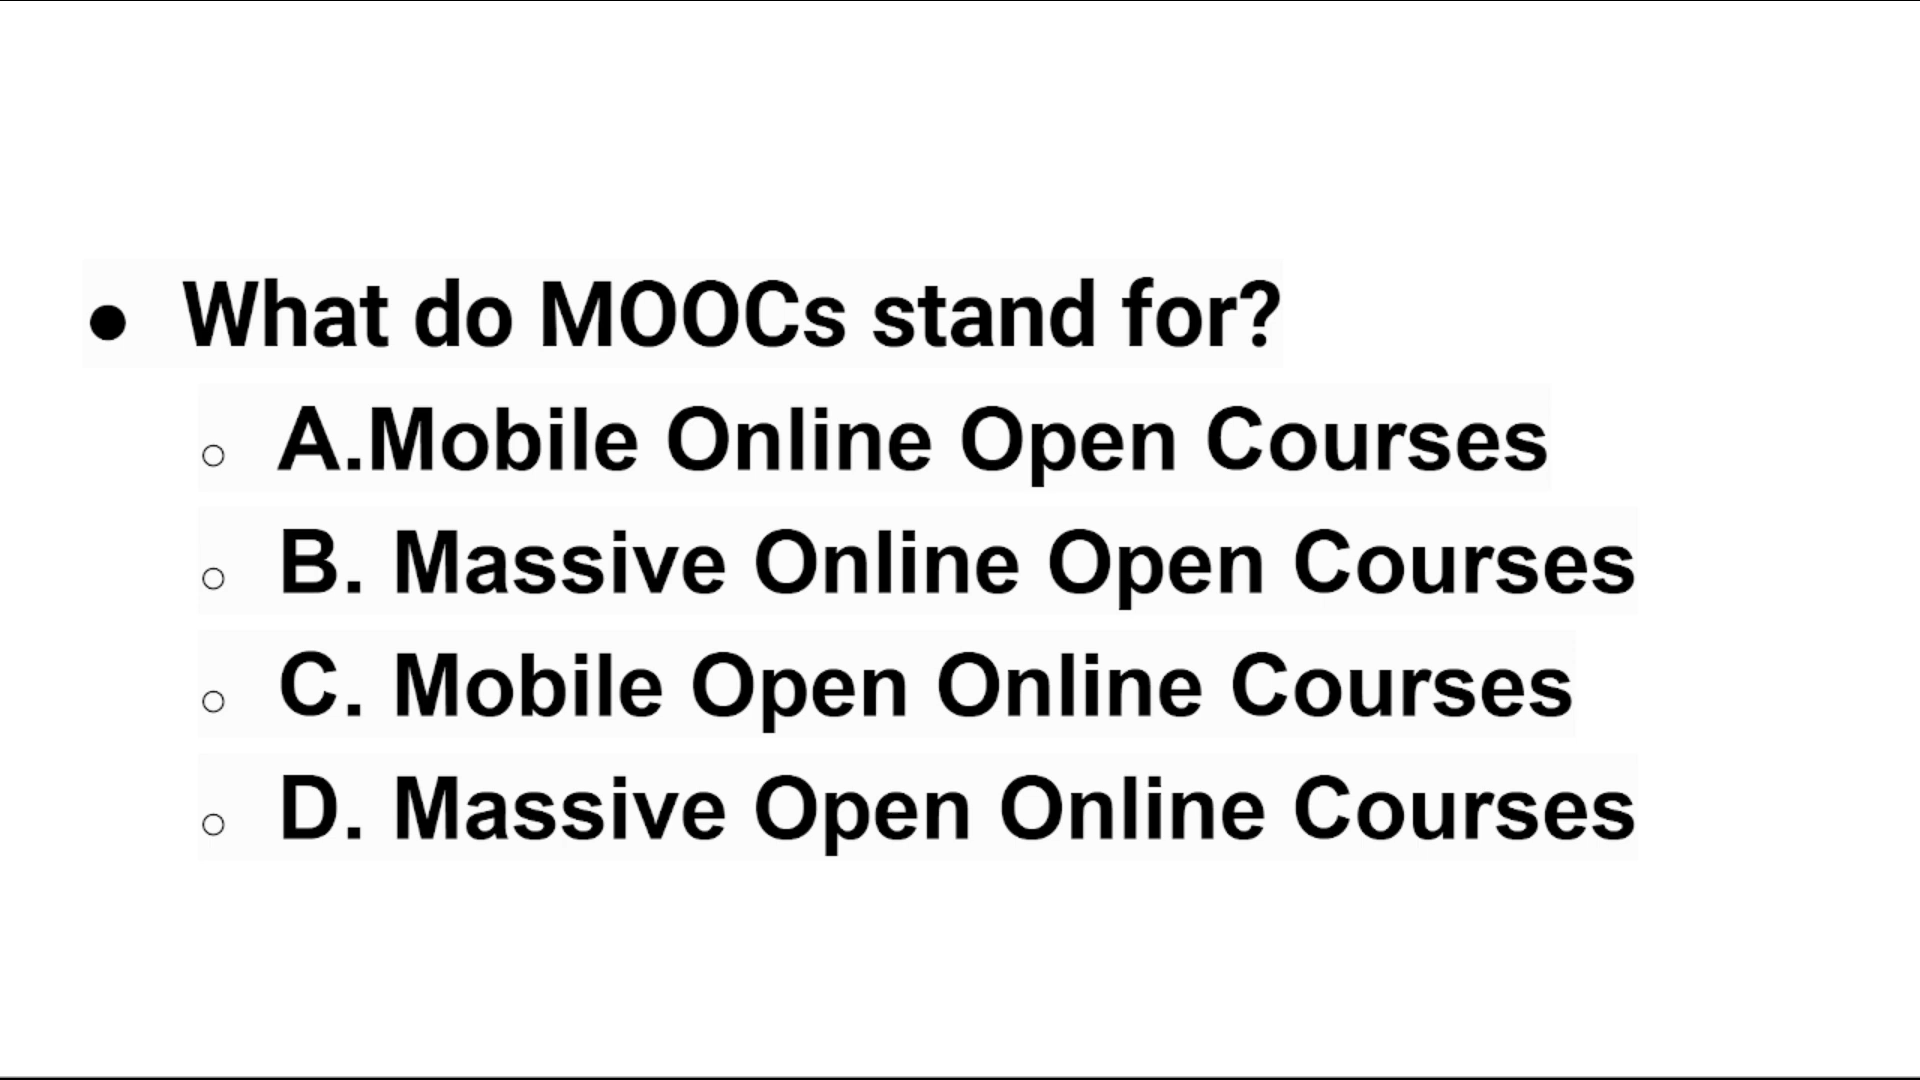 ● What do MOOCs stand for?
○ A.Mobile Online Open Courses
○ B. Massive Online Open Courses
○ C. Mobile Open Online Courses
○ D. Massive Open Online Courses